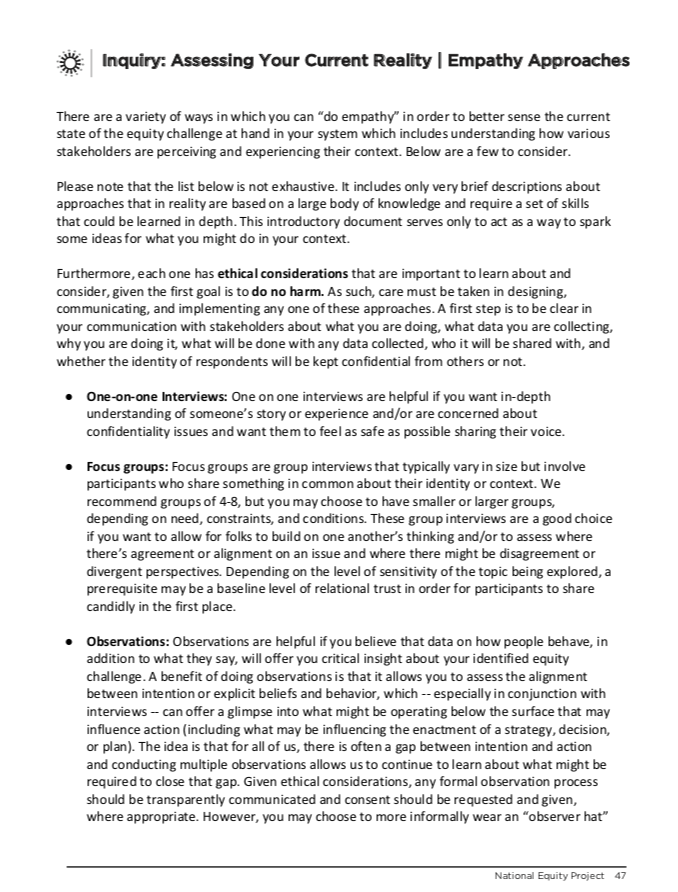 Inquiry: Assessing Your Current Reality | Empathy Approaches
There are a variety of ways in which you can “do empathy” in order to better sense the current
state of the equity challenge at hand in your system which includes understanding how various
stakeholders are perceiving and experiencing their context. Below are a few to consider.
Please note that the list below is not exhaustive. It includes only very brief descriptions about
approaches that in reality are based on a large body of knowledge and require a set of skills
that could be learned in depth. This introductory document serves only to act as a way to spark
some ideas for what you might do in your context.
Furthermore, each one has ethical considerations that are important to learn about and
consider, given the first goal is to do no harm. As such, care must be taken in designing,
communicating, and implementing any one of these approaches. A first step is to be clear in
your communication with stakeholders about what you are doing, what data you are collecting,
why you are doing it, what will be done with any data collected, who it will be shared with, and
whether the identity of respondents will be kept confidential from others or not.
● One-on-one Interviews: One on one interviews are helpful if you want in-depth
understanding of someone’s story or experience and/or are concerned about
confidentiality issues and want them to feel as safe as possible sharing their voice.
● Focus groups: Focus groups are group interviews that typically vary in size but involve
participants who share something in common about their identity or context. We
recommend groups of 4-8, but you may choose to have smaller or larger groups,
depending on need, constraints, and conditions. These group interviews are a good choice
if you want to allow for folks to build on one another’s thinking and/or to assess where
there’s agreement or alignment on an issue and where there might be disagreement or
divergent perspectives. Depending on the level of sensitivity of the topic being explored, a
prerequisite may be a baseline level of relational trust in order for participants to share
candidly in the first place.
● Observations: Observations are helpful if you believe that data on how people behave, in
addition to what they say, will offer you critical insight about your identified equity
challenge. A benefit of doing observations is that it allows you to assess the alignment
between intention or explicit beliefs and behavior, which -- especially in conjunction with
interviews -- can offer a glimpse into what might be operating below the surface that may
influence action (including what may be influencing the enactment of a strategy, decision,
or plan). The idea is that for all of us, there is often a gap between intention and action
and conducting multiple observations allows us to continue to learn about what might be
required to close that gap. Given ethical considerations, any formal observation process
should be transparently communicated and consent should be requested and given,
where appropriate. However, you may choose to more informally wear an “observer hat”
National Equity Project 47